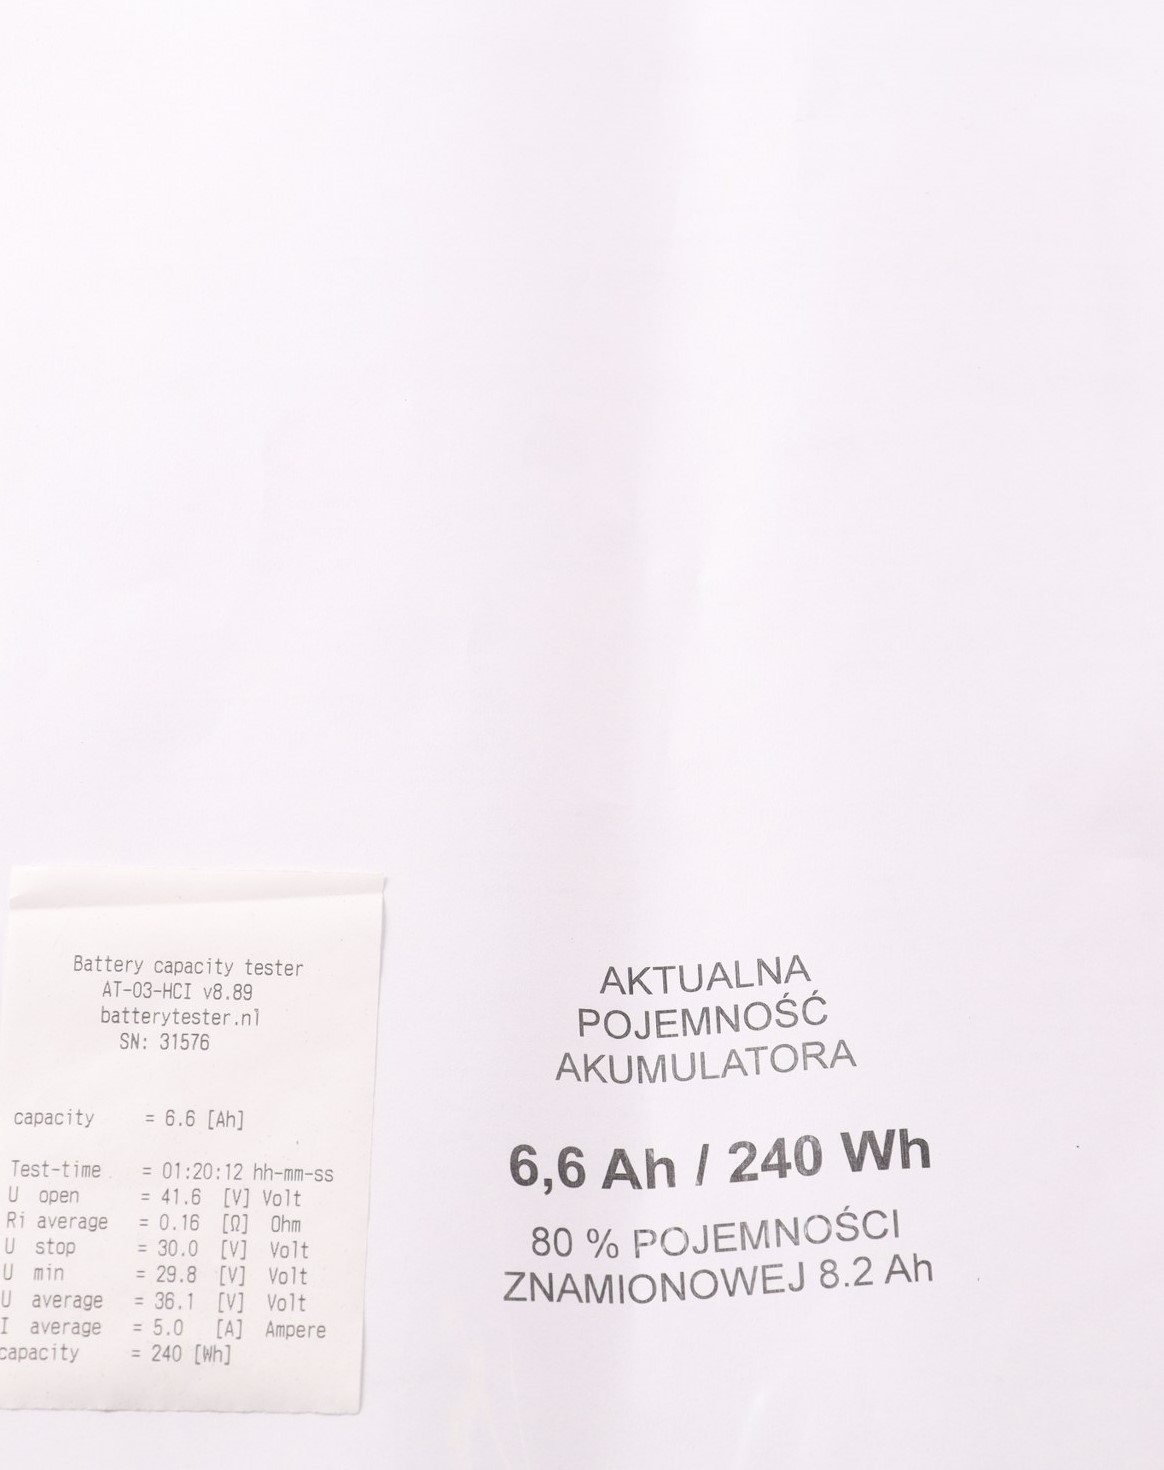 Battery capacity tester
AT-03-HCI v8.89
batterytester.nl
SN: 31576
capacity = 6.6 [Ah]
Test-time = 01:20:12 hh-mm-ss
U open = 41.6 [V] Volt
Ri average = 0.16 [Ω] Ohm
U stop = 30.0 [V] Volt
U min = 29.8 [V] Volt
U average = 36.1 [V] Volt
I average = 5.0 [A] Ampere
capacity = 240 [Wh]
AKTUALNA
POJEMNOŚĆ
AKUMULATORA
6,6 Ah / 240 Wh
80 % POJEMNOŚCI
ZNAMIONOWEJ 8.2 Ah